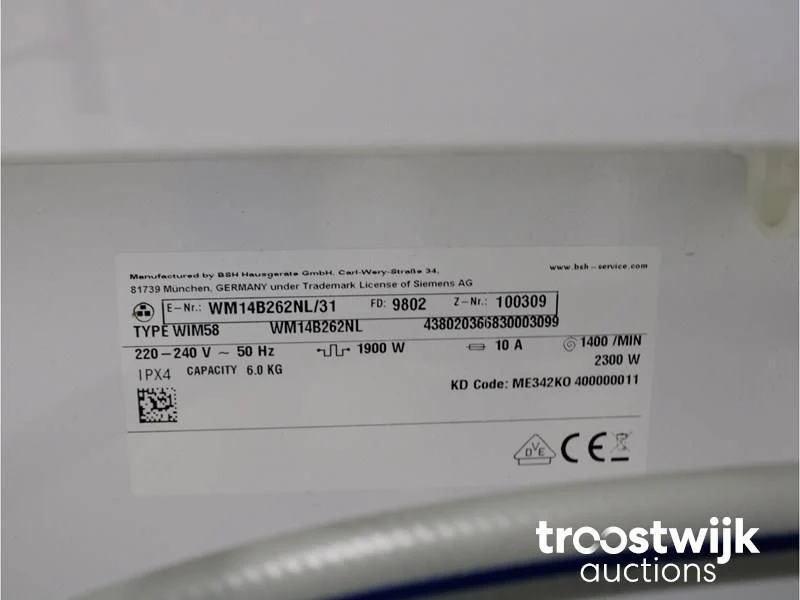 Manufactured by BSH Hausgeräte GmbH, Carl-Wery-Straße 34,
www.bsh-service.com
81739 München, GERMANY under Trademark License of Siemens AG
E-Nr.: WM14B262NL/31 FD: 9802 Z-Nr.: 100309
TYPE WIM58 WM14B262NL 438020366830003099
220-240 V ~ 50 Hz 1900 W 10 A 1400 /MIN
2300 W
IPX4 CAPACITY 6.0 KG
KD Code: ME342KO 400000011
DVE CE
troostwijk
auctions